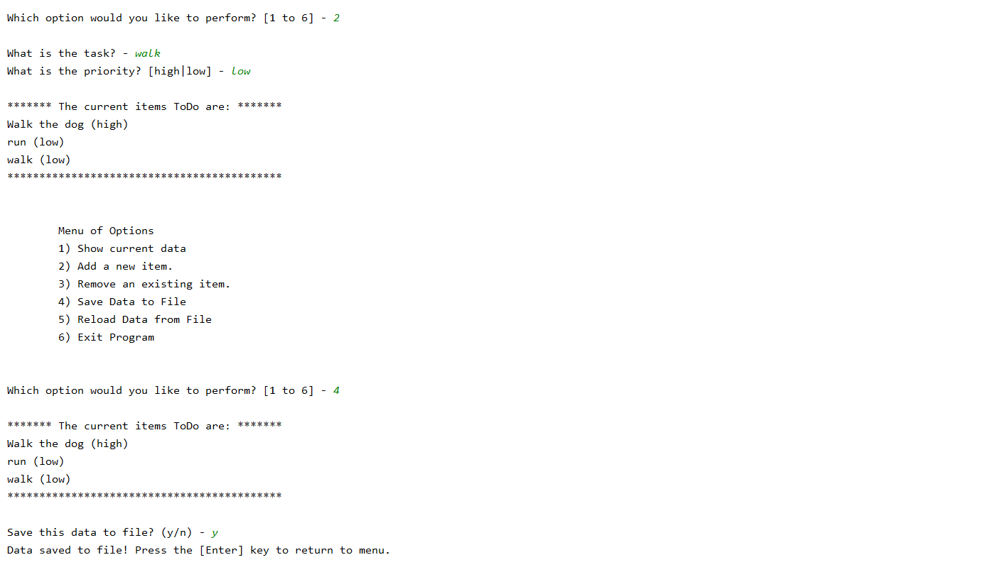 Which option would you like to perform? [1 to 6] - 2
What is the task? - walk
What is the priority? [high|low] - low
******* The current items ToDo are: *******
Walk the dog (high)
run (low)
walk (low)
*******************************************
Menu of Options
1) Show current data
2) Add a new item.
3) Remove an existing item.
4) Save Data to File
5) Reload Data from File
6) Exit Program
Which option would you like to perform? [1 to 6] - 4
******* The current items ToDo are: *******
Walk the dog (high)
run (low)
walk (low)
*******************************************
Save this data to file? (y/n) - y
Data saved to file! Press the [Enter] key to return to menu.